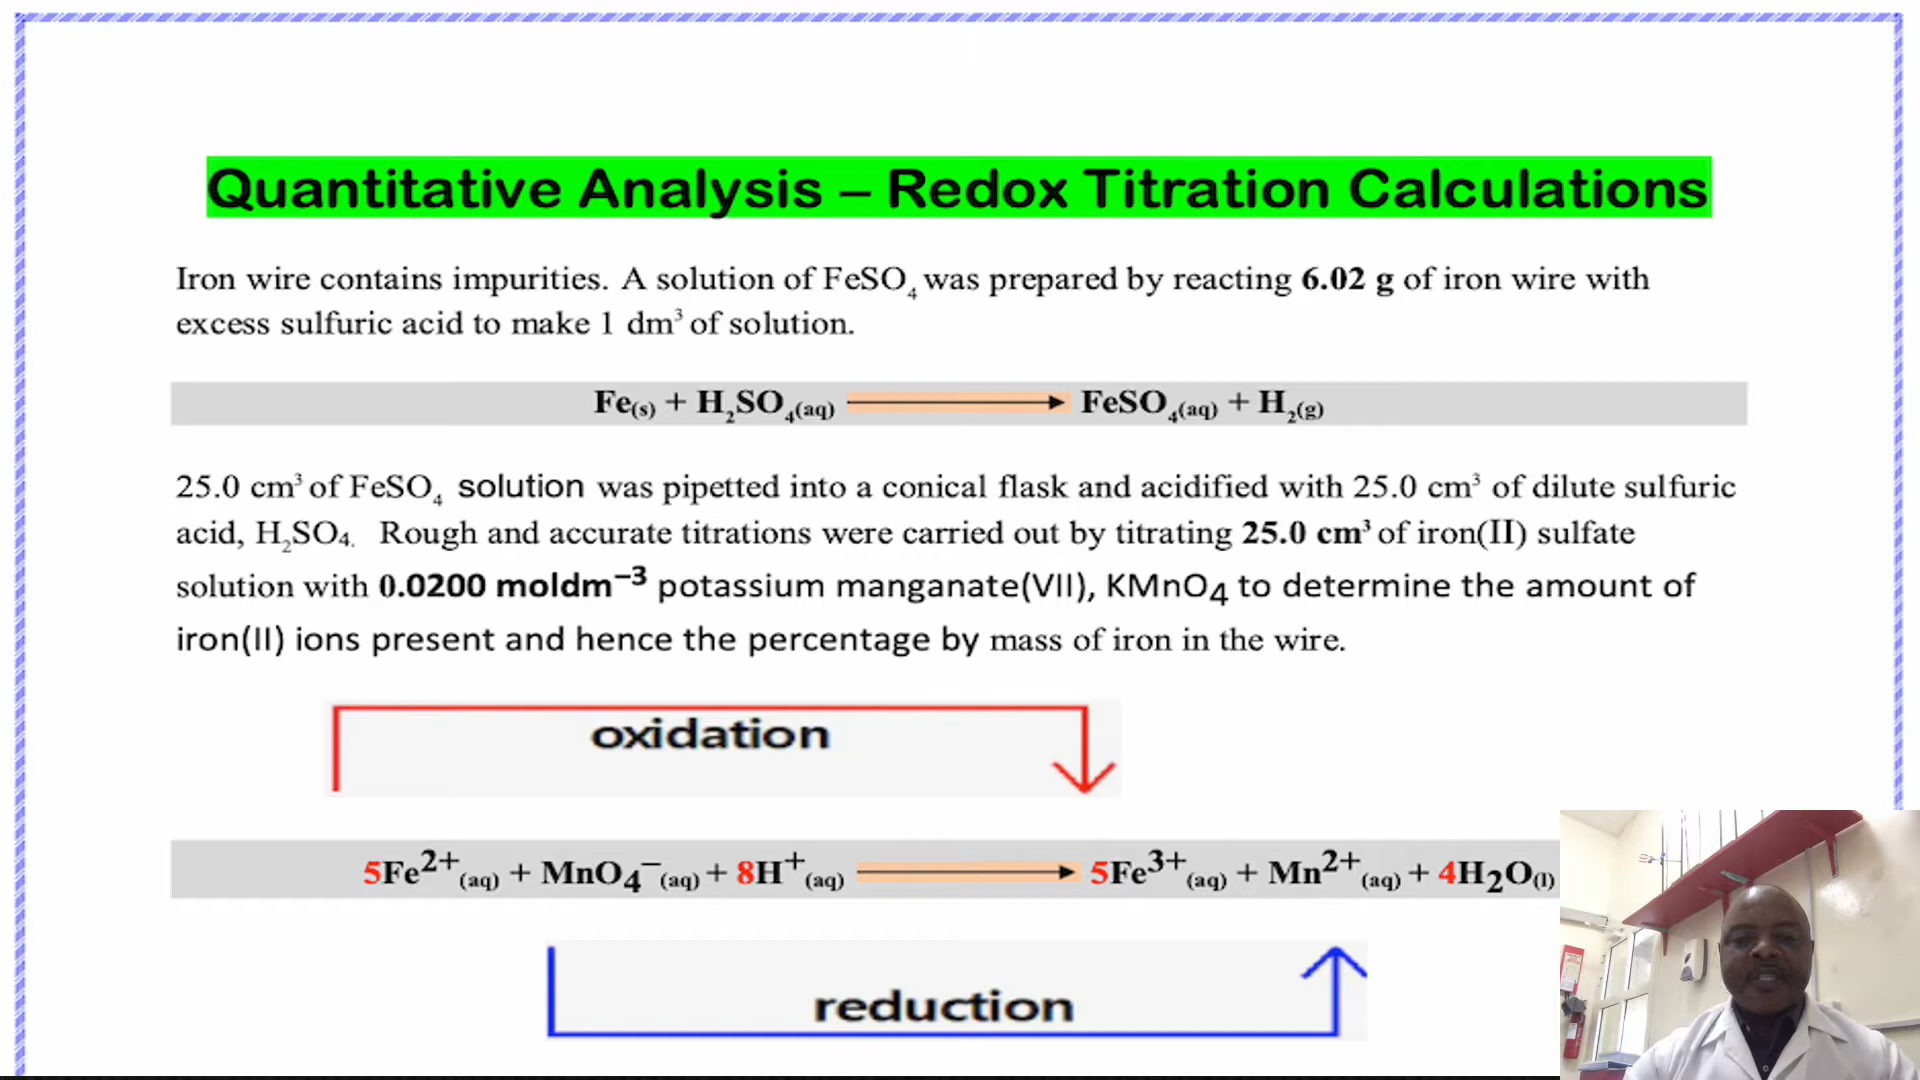 Quantitative Analysis – Redox Titration Calculations
Iron wire contains impurities. A solution of FeSO₄ was prepared by reacting 6.02 g of iron wire with
excess sulfuric acid to make 1 dm³ of solution.
Fe(s) + H₂SO₄(aq) ⟶ FeSO₄(aq) + H₂(g)
25.0 cm³ of FeSO₄ solution was pipetted into a conical flask and acidified with 25.0 cm³ of dilute sulfuric
acid, H₂SO₄. Rough and accurate titrations were carried out by titrating 25.0 cm³ of iron(II) sulfate
solution with 0.0200 moldm⁻³ potassium manganate(VII), KMnO₄ to determine the amount of
iron(II) ions present and hence the percentage by mass of iron in the wire.
oxidation
5Fe²⁺(aq) + MnO₄⁻(aq) + 8H⁺(aq) ⟶ 5Fe³⁺(aq) + Mn²⁺(aq) + 4H₂O(l)
reduction